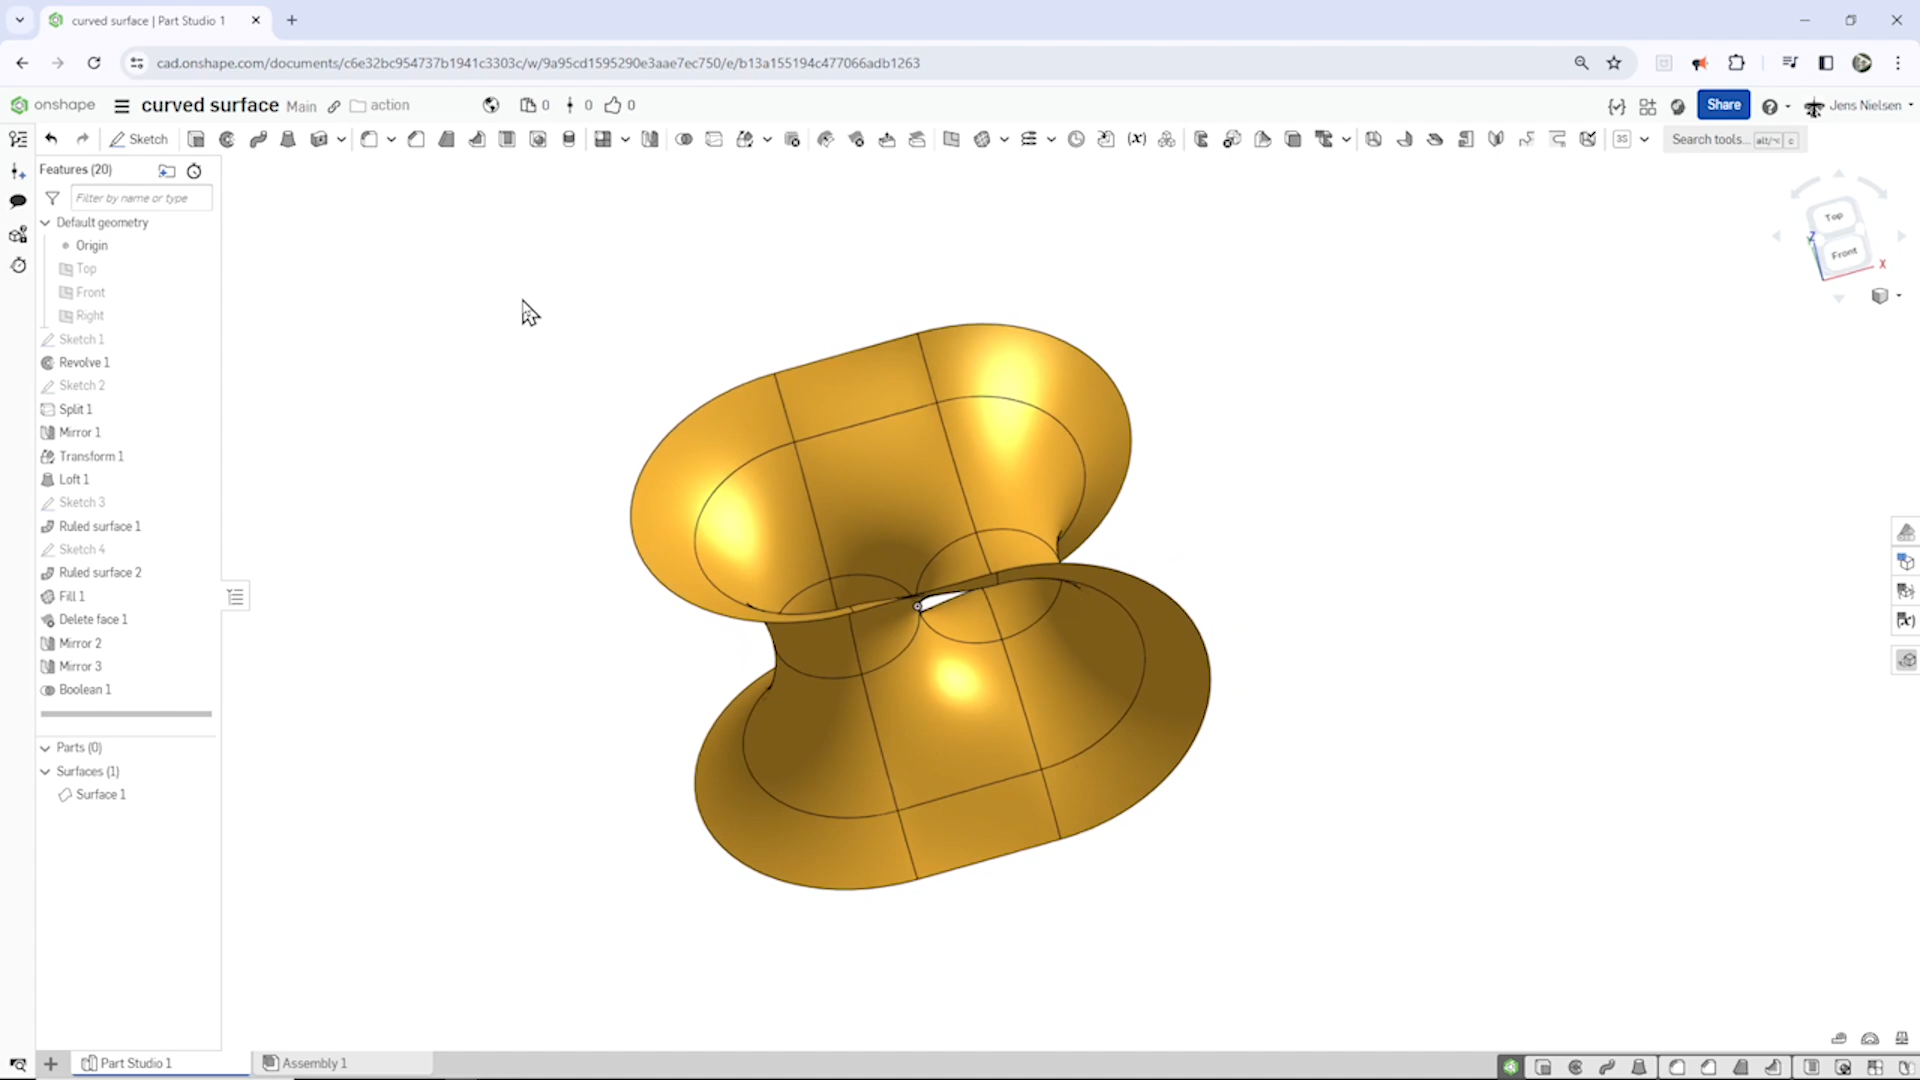 curved surface | Part Studio 1
cad.onshape.com/documents/c6e32bc954737b1941c3303c/w/9a95cd1595290e3aae7ec750/e/b13a155194c477066adb1263
onshape
curved surface Main action 0 0 0 Share Jens Nielsen
Sketch (x) 3S Search tools... alt/⌥ c
Features (20)
Filter by name or type
Default geometry
Origin
Top
Front
Right
Sketch 1
Revolve 1
Sketch 2
Split 1
Mirror 1
Transform 1
Loft 1
Sketch 3
Ruled surface 1
Sketch 4
Ruled surface 2
Fill 1
Delete face 1
Mirror 2
Mirror 3
Boolean 1
Parts (0)
Surfaces (1)
Surface 1
Top
Z
Front
X
(x)
Part Studio 1
Assembly 1